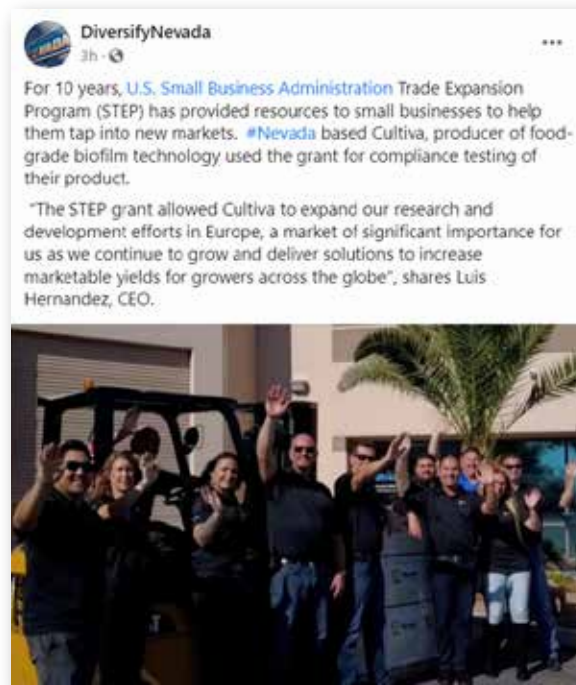 DiversifyNevada
3h ·
For 10 years, U.S. Small Business Administration Trade Expansion
Program (STEP) has provided resources to small businesses to help
them tap into new markets. #Nevada based Cultiva, producer of food-
grade biofilm technology used the grant for compliance testing of
their product.
"The STEP grant allowed Cultiva to expand our research and
development efforts in Europe, a market of significant importance for
us as we continue to grow and deliver solutions to increase
marketable yields for growers across the globe", shares Luis
Hernandez, CEO.